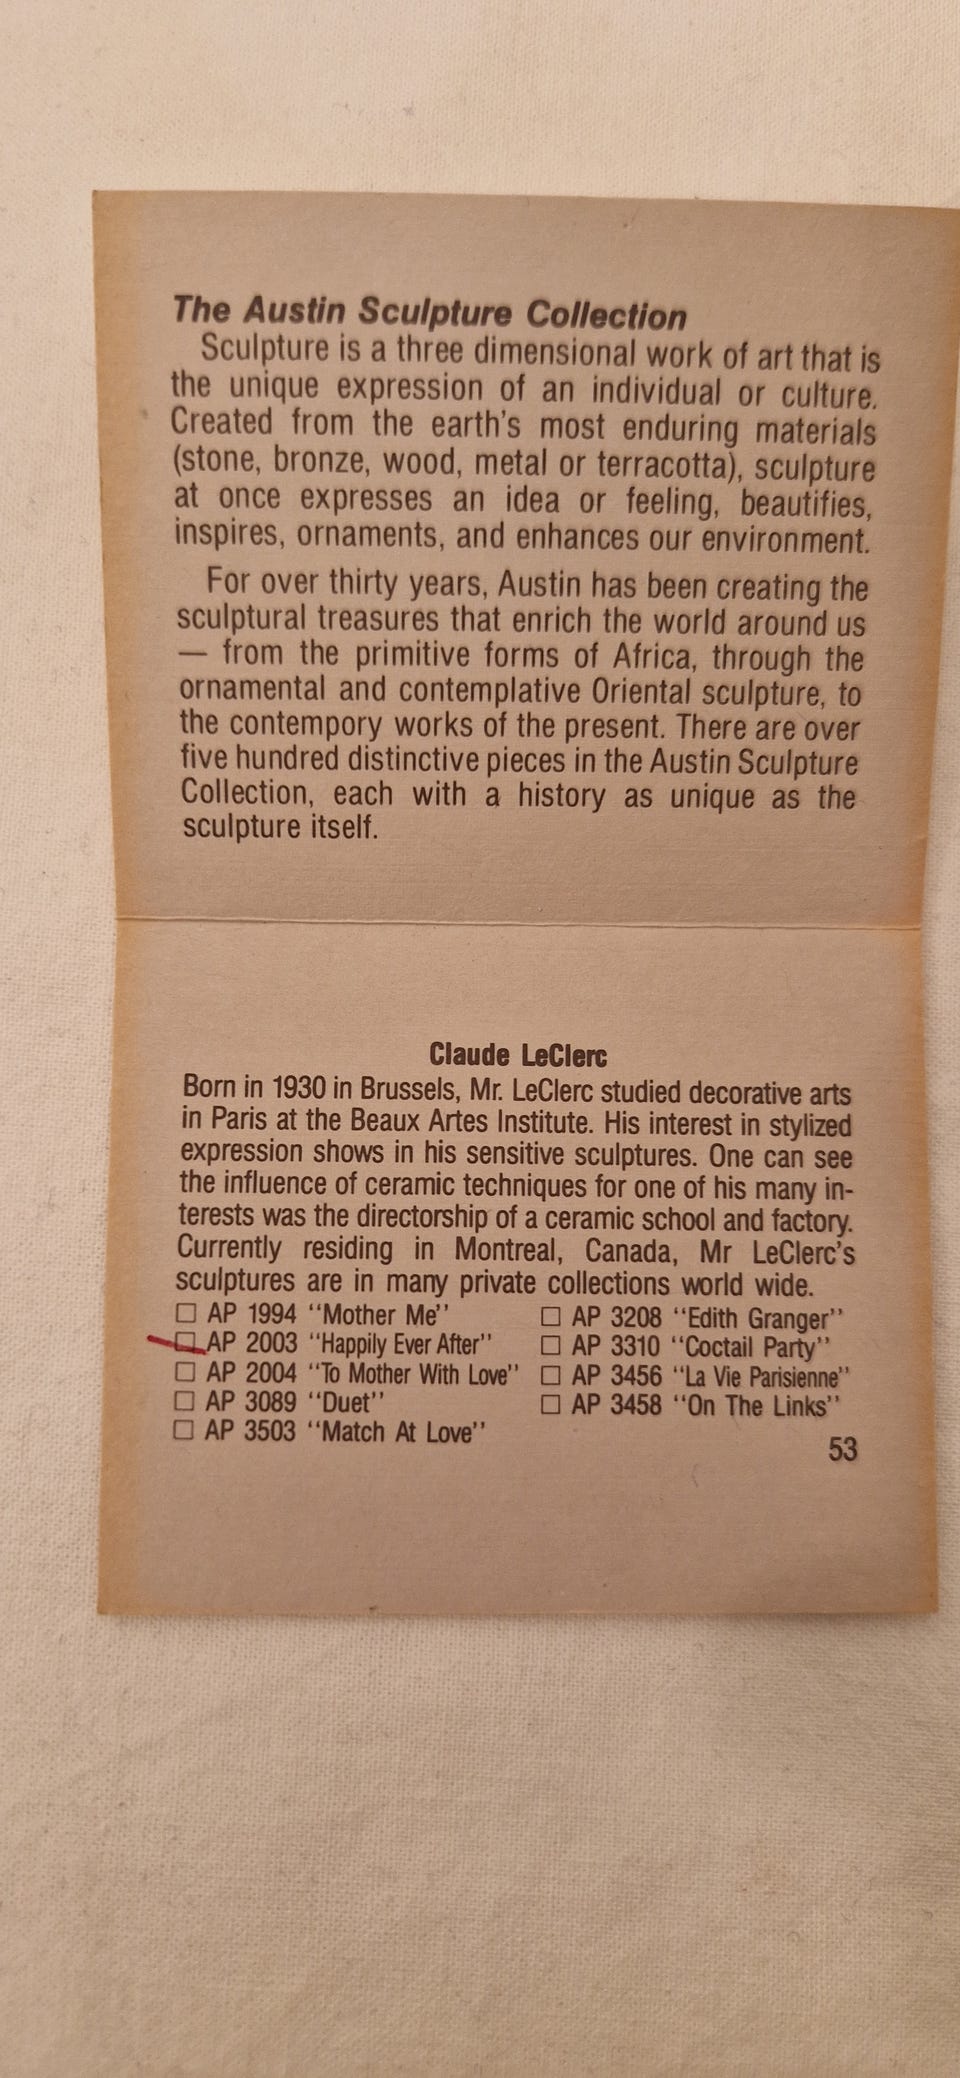 The Austin Sculpture Collection
Sculpture is a three dimensional work of art that is
the unique expression of an individual or culture.
Created from the earth's most enduring materials
(stone, bronze, wood, metal or terracotta), sculpture
at once expresses an idea or feeling, beautifies,
inspires, ornaments, and enhances our environment.
For over thirty years, Austin has been creating the
sculptural treasures that enrich the world around us
— from the primitive forms of Africa, through the
ornamental and contemplative Oriental sculpture, to
the contempory works of the present. There are over
five hundred distinctive pieces in the Austin Sculpture
Collection, each with a history as unique as the
sculpture itself.
Claude LeClerc
Born in 1930 in Brussels, Mr. LeClerc studied decorative arts
in Paris at the Beaux Artes Institute. His interest in stylized
expression shows in his sensitive sculptures. One can see
the influence of ceramic techniques for one of his many in-
terests was the directorship of a ceramic school and factory.
Currently residing in Montreal, Canada, Mr LeClerc's
sculptures are in many private collections world wide.
☐ AP 1994 ''Mother Me''
☐ AP 2003 ''Happily Ever After''
☐ AP 2004 ''To Mother With Love''
☐ AP 3089 ''Duet''
☐ AP 3503 ''Match At Love''
☐ AP 3208 ''Edith Granger''
☐ AP 3310 ''Coctail Party''
☐ AP 3456 ''La Vie Parisienne''
☐ AP 3458 ''On The Links''
53